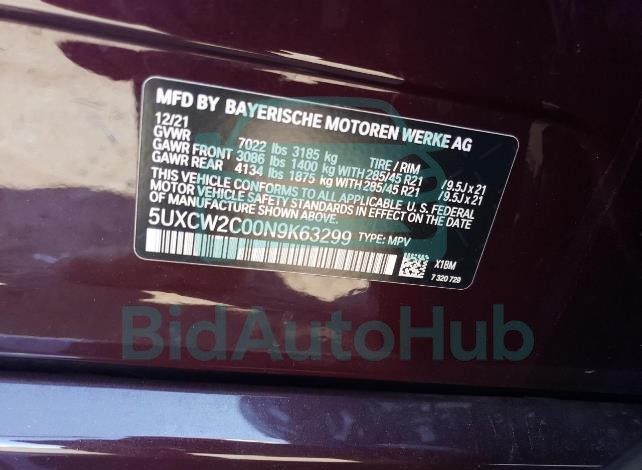 MFD BY BAYERISCHE MOTOREN WERKE AG
12/21
GVWR 7022 lbs 3185 kg TIRE / RIM
GAWR FRONT 3086 lbs 1400 kg WITH 285/45 R21 /9.5J x 21
GAWR REAR 4134 lbs 1875 kg WITH 285/45 R21 /9.5J x 21
THIS VEHICLE CONFORMS TO ALL APPLICABLE U.S. FEDERAL
MOTOR VEHICLE SAFETY STANDARDS IN EFFECT ON THE DATE
OF MANUFACTURE SHOWN ABOVE.
5UXCW2C00N9K63299 TYPE: MPV
X1BM
7 320 729
BidAutoHub